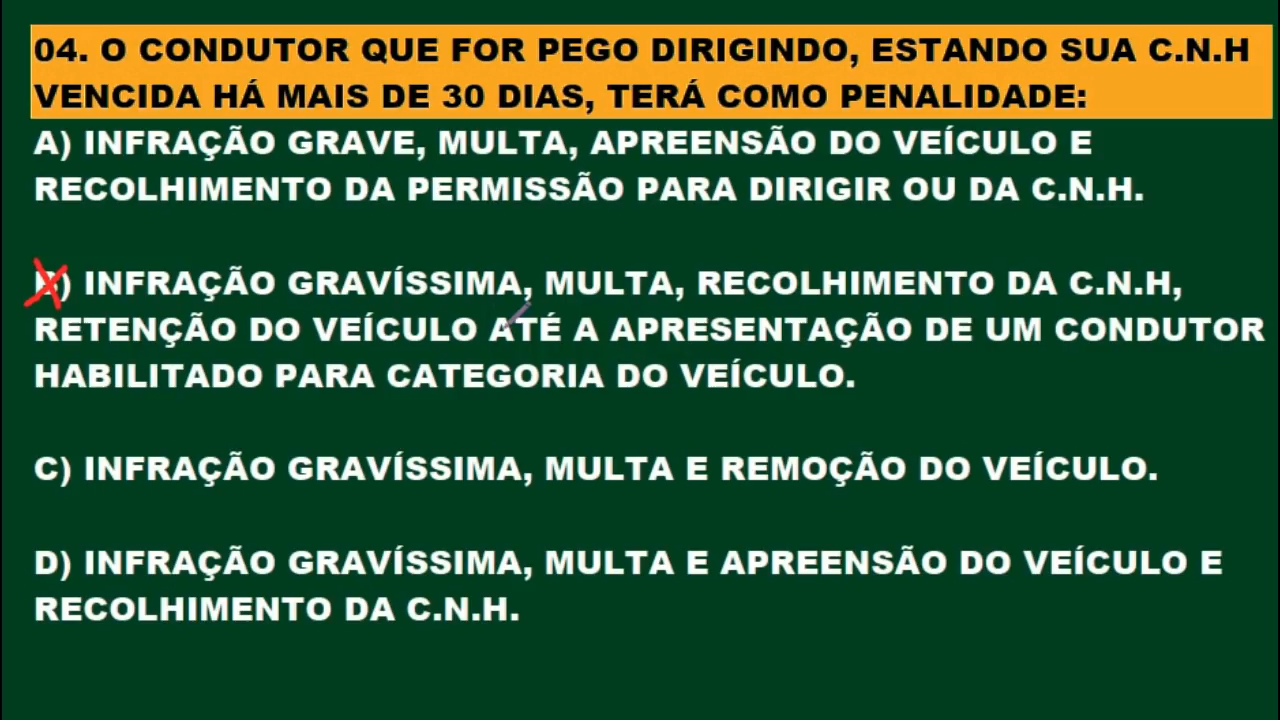 04. O CONDUTOR QUE FOR PEGO DIRIGINDO, ESTANDO SUA C.N.H
VENCIDA HÁ MAIS DE 30 DIAS, TERÁ COMO PENALIDADE:
A) INFRAÇÃO GRAVE, MULTA, APREENSÃO DO VEÍCULO E
RECOLHIMENTO DA PERMISSÃO PARA DIRIGIR OU DA C.N.H.
B) INFRAÇÃO GRAVÍSSIMA, MULTA, RECOLHIMENTO DA C.N.H,
RETENÇÃO DO VEÍCULO ATÉ A APRESENTAÇÃO DE UM CONDUTOR
HABILITADO PARA CATEGORIA DO VEÍCULO.
C) INFRAÇÃO GRAVÍSSIMA, MULTA E REMOÇÃO DO VEÍCULO.
D) INFRAÇÃO GRAVÍSSIMA, MULTA E APREENSÃO DO VEÍCULO E
RECOLHIMENTO DA C.N.H.